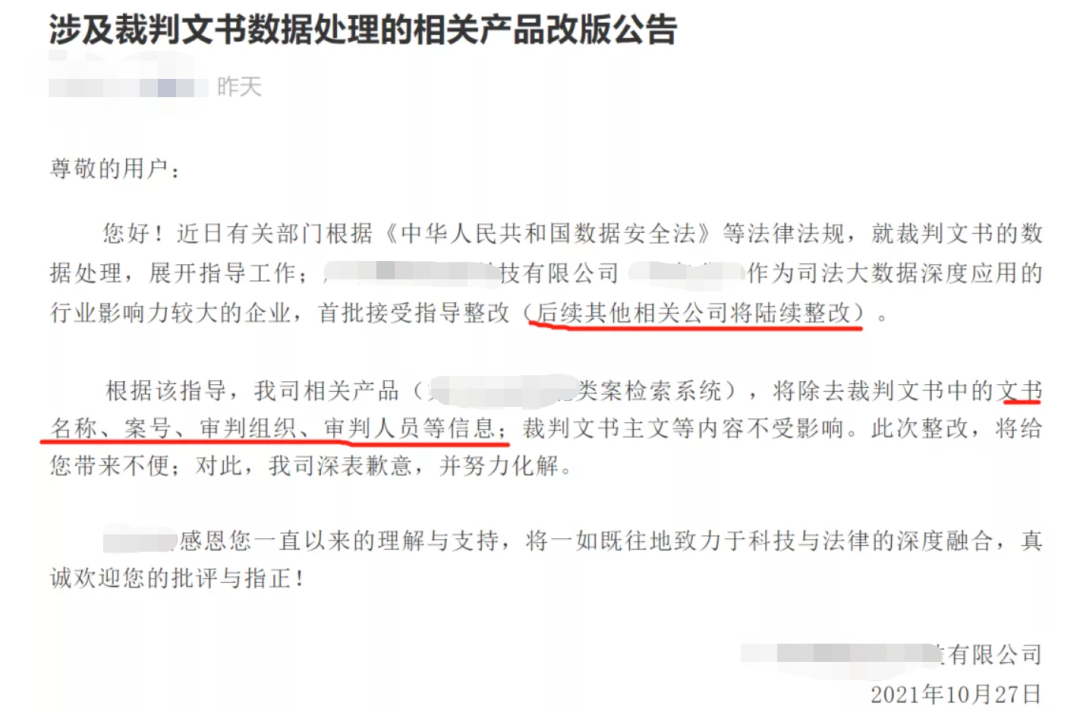 涉及裁判文书数据处理的相关产品改版公告
昨天
尊敬的用户：
您好！近日有关部门根据《中华人民共和国数据安全法》等法律法规，就裁判文书的数
据处理，展开指导工作；技有限公司 作为司法大数据深度应用的
行业影响力较大的企业，首批接受指导整改（后续其他相关公司将陆续整改）。
根据该指导，我司相关产品（类案检索系统），将除去裁判文书中的文书
名称、案号、审判组织、审判人员等信息；裁判文书主文等内容不受影响。此次整改，将给
您带来不便；对此，我司深表歉意，并努力化解。
感恩您一直以来的理解与支持，将一如既往地致力于科技与法律的深度融合，真
诚欢迎您的批评与指正！
有限公司
2021年10月27日